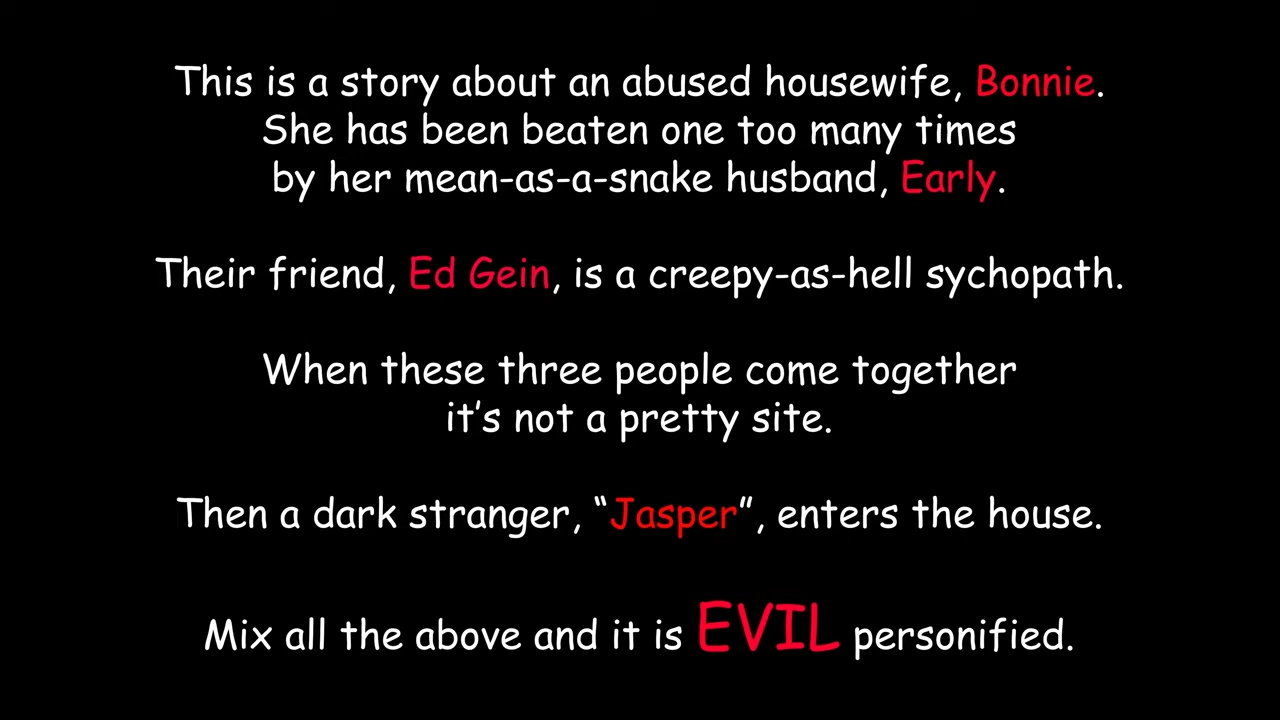 This is a story about an abused housewife, Bonnie.
She has been beaten one too many times
by her mean-as-a-snake husband, Early.
Their friend, Ed Gein, is a creepy-as-hell sychopath.
When these three people come together
it’s not a pretty site.
Then a dark stranger, “Jasper”, enters the house.
Mix all the above and it is EVIL personified.